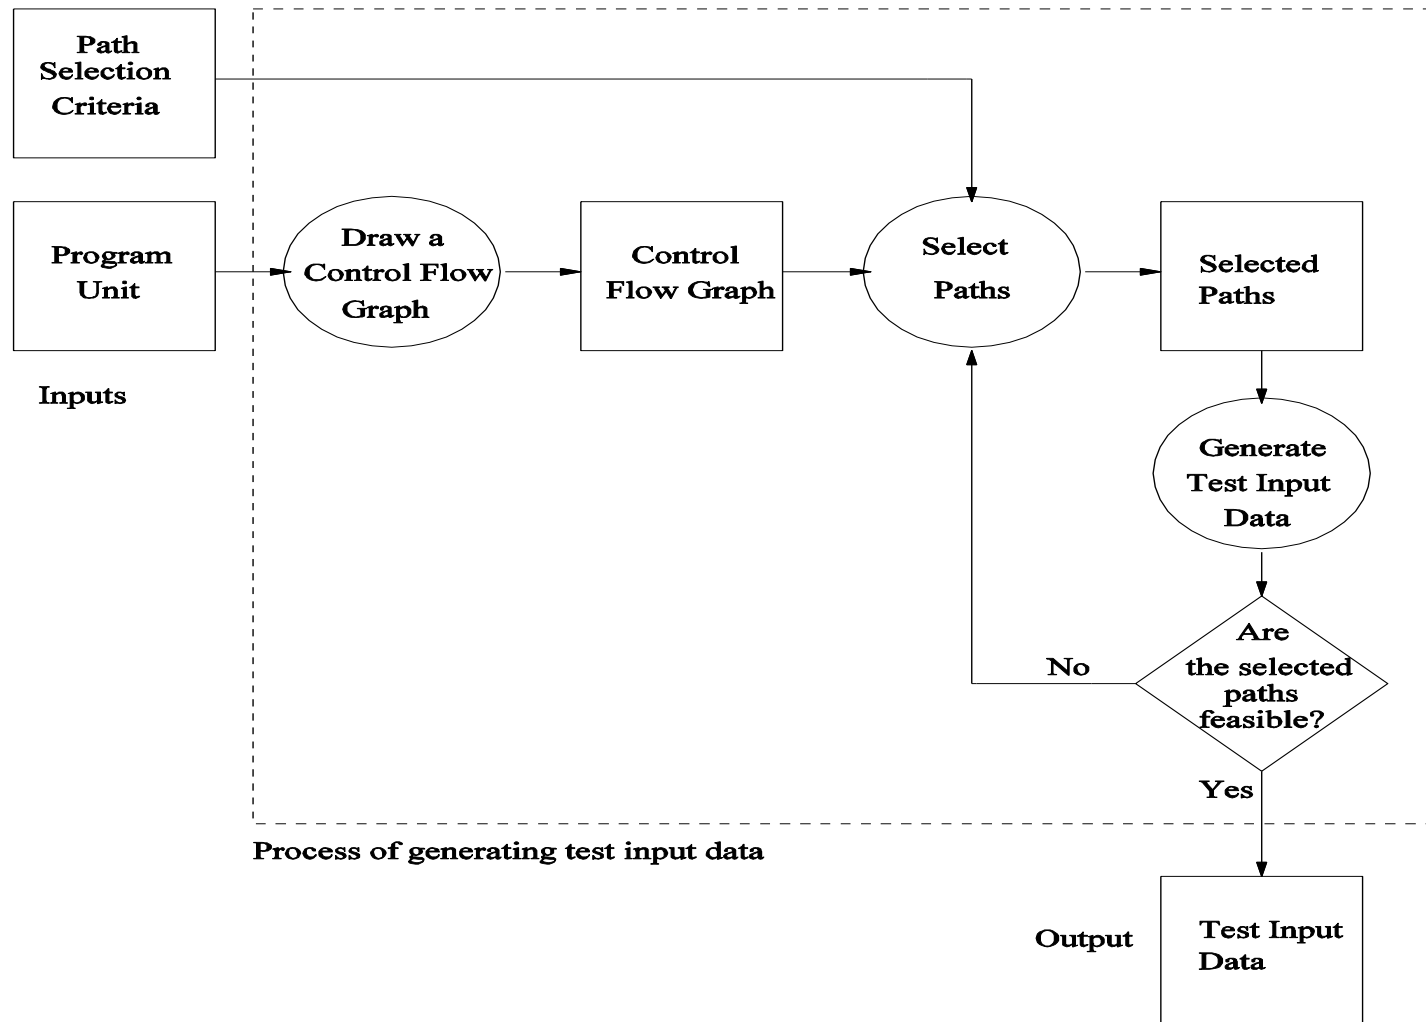 Path
Selection
Criteria
Program
Unit
Inputs
Draw a
Control Flow
Graph
Control
Flow Graph
Select
Paths
Selected
Paths
Generate
Test Input
Data
Are
the selected
paths
feasible?
No
Yes
Process of generating test input data
Output
Test Input
Data